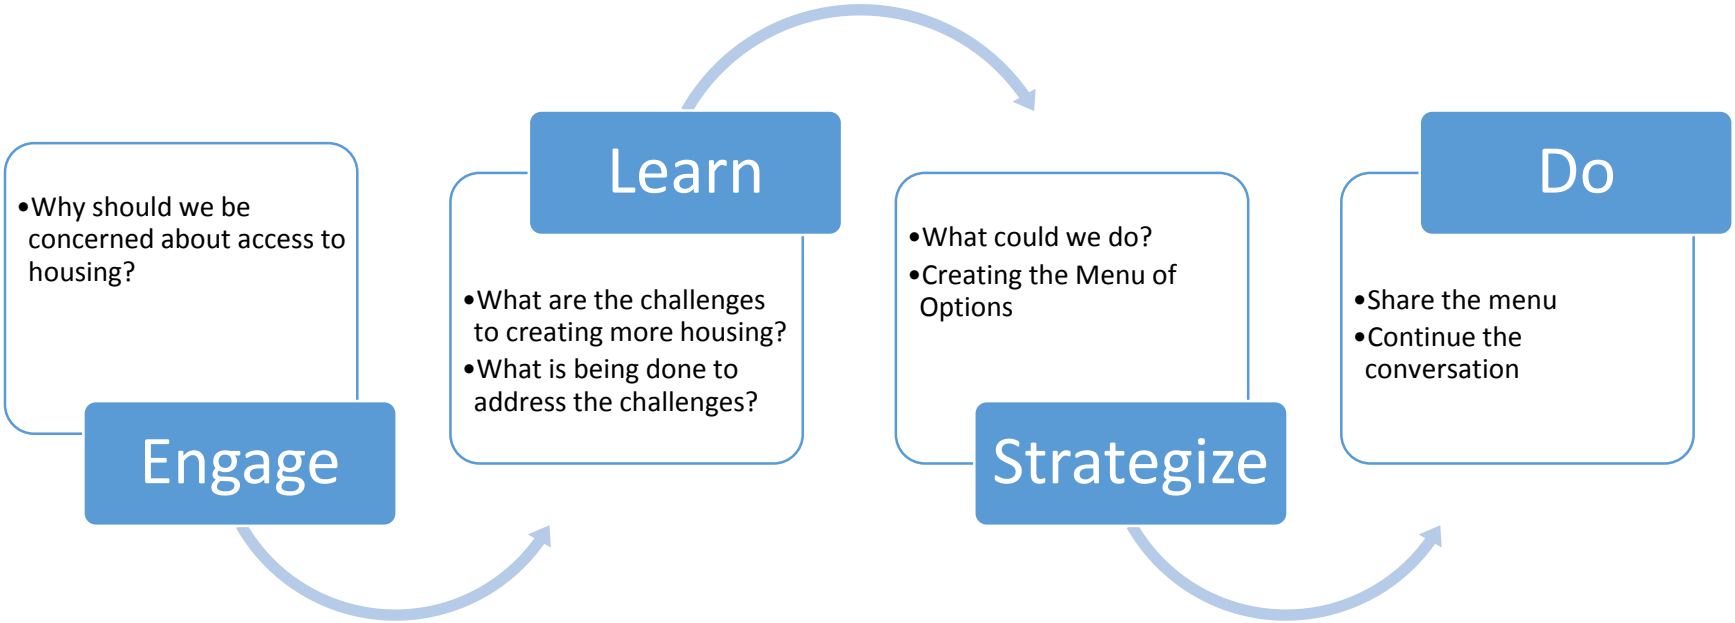 •Why should we be
concerned about access to
housing?
Engage
Learn
•What are the challenges
to creating more housing?
•What is being done to
address the challenges?
•What could we do?
•Creating the Menu of
Options
Strategize
Do
•Share the menu
•Continue the
conversation